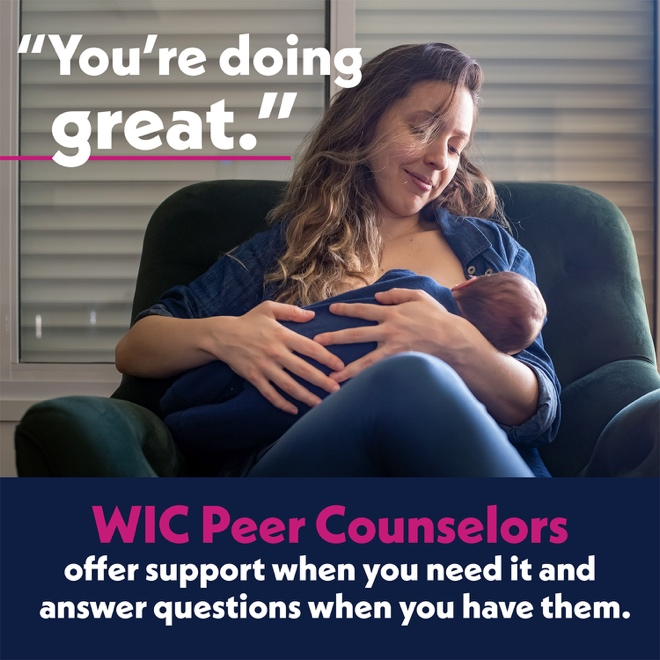 “You’re doing
great.”
WIC Peer Counselors
offer support when you need it and
answer questions when you have them.